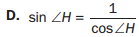 D. sin ∠H = 1/cos∠H